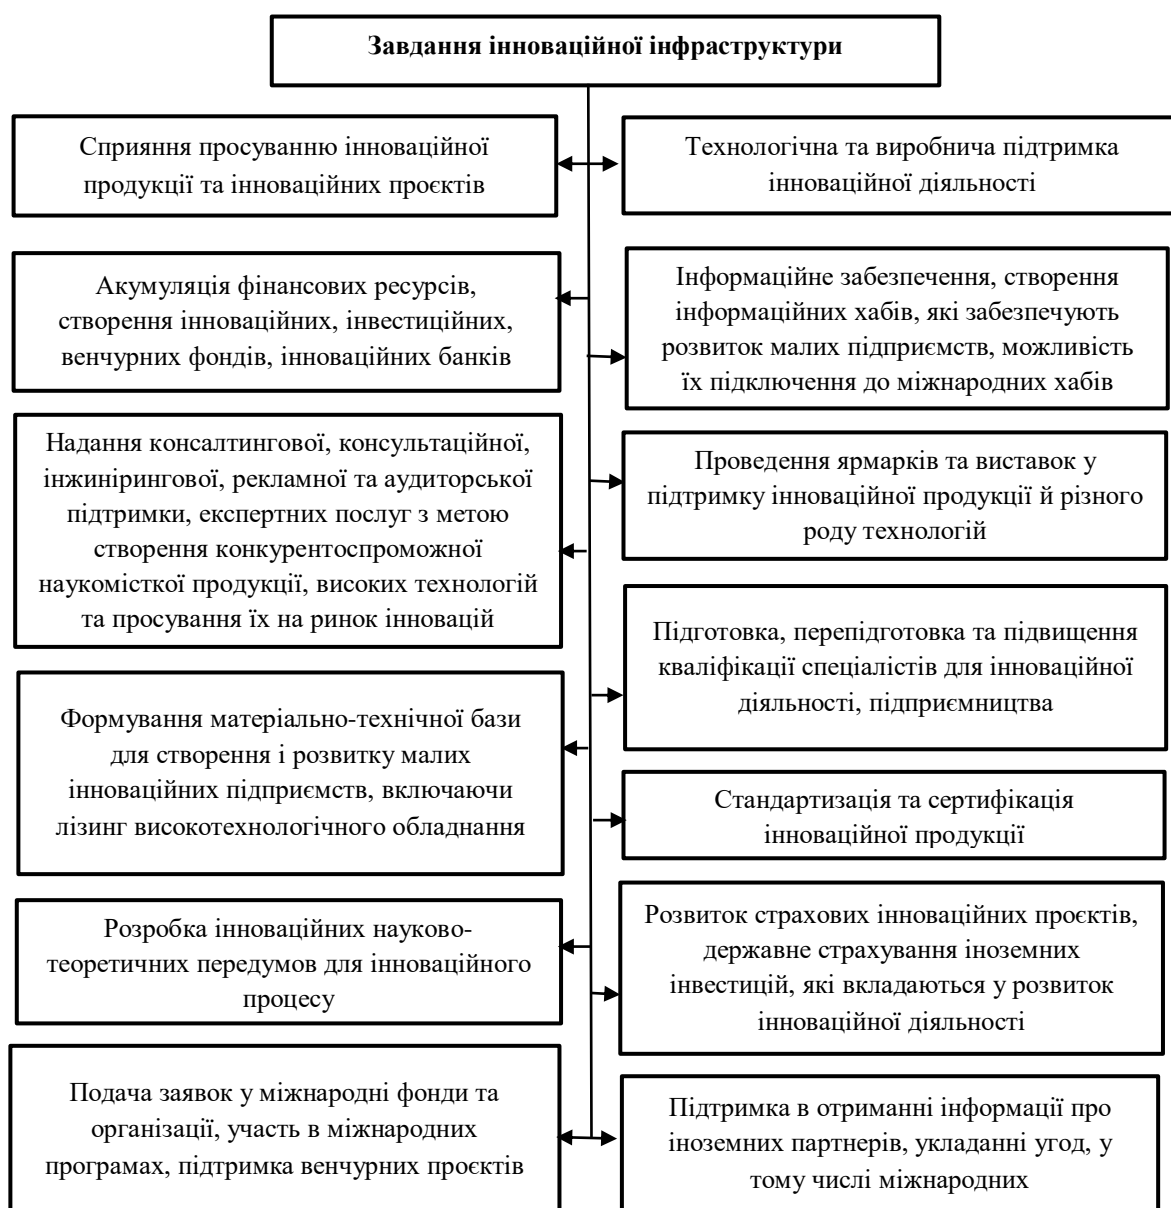 Завдання інноваційної інфраструктури
Сприяння просуванню інноваційної
продукції та інноваційних проєктів
Технологічна та виробнича підтримка
інноваційної діяльності
Акумуляція фінансових ресурсів,
створення інноваційних, інвестиційних,
венчурних фондів, інноваційних банків
Інформаційне забезпечення, створення
інформаційних хабів, які забезпечують
розвиток малих підприємств, можливість
їх підключення до міжнародних хабів
Надання консалтингової, консультаційної,
інжинірингової, рекламної та аудиторської
підтримки, експертних послуг з метою
створення конкурентоспроможної
наукомісткої продукції, високих технологій
та просування їх на ринок інновацій
Проведення ярмарків та виставок у
підтримку інноваційної продукції й різного
роду технологій
Підготовка, перепідготовка та підвищення
кваліфікації спеціалістів для інноваційної
діяльності, підприємництва
Формування матеріально-технічної бази
для створення і розвитку малих
інноваційних підприємств, включаючи
лізинг високотехнологічного обладнання
Стандартизація та сертифікація
інноваційної продукції
Розробка інноваційних науково-
теоретичних передумов для інноваційного
процесу
Розвиток страхових інноваційних проєктів,
державне страхування іноземних
інвестицій, які вкладаються у розвиток
інноваційної діяльності
Подача заявок у міжнародні фонди та
організації, участь в міжнародних
програмах, підтримка венчурних проєктів
Підтримка в отриманні інформації про
іноземних партнерів, укладанні угод, у
тому числі міжнародних